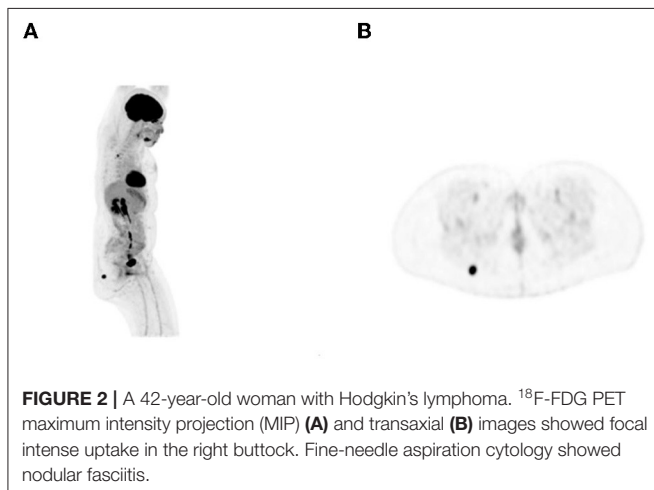 A
B
FIGURE 2 | A 42-year-old woman with Hodgkin's lymphoma. ¹⁸F-FDG PET
maximum intensity projection (MIP) (A) and transaxial (B) images showed focal
intense uptake in the right buttock. Fine-needle aspiration cytology showed
nodular fasciitis.